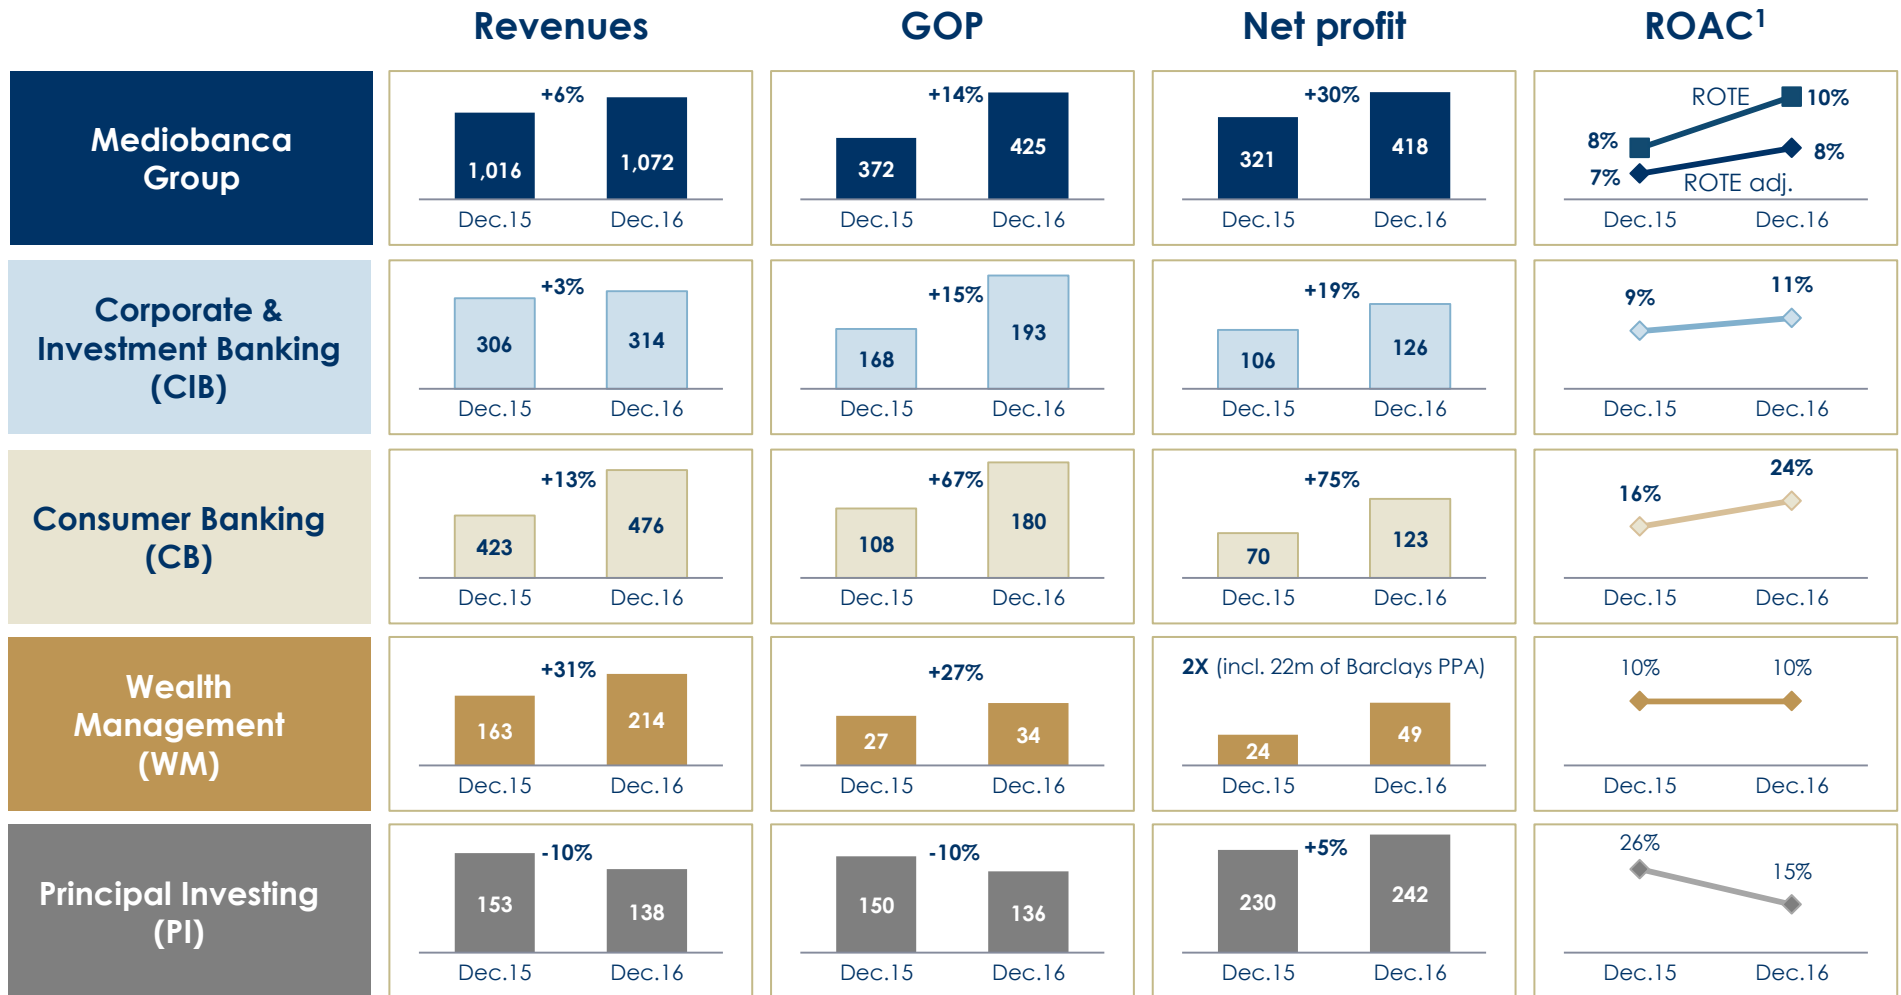 Revenues
GOP
Net profit
ROAC¹
Mediobanca
Group
+6%
1,016
1,072
Dec.15
Dec.16
+14%
372
425
Dec.15
Dec.16
+30%
321
418
Dec.15
Dec.16
ROTE
10%
8%
8%
7%
ROTE adj.
Dec.15
Dec.16
Corporate &
Investment Banking
(CIB)
+3%
306
314
Dec.15
Dec.16
+15%
168
193
Dec.15
Dec.16
+19%
106
126
Dec.15
Dec.16
9%
11%
Dec.15
Dec.16
Consumer Banking
(CB)
+13%
423
476
Dec.15
Dec.16
+67%
108
180
Dec.15
Dec.16
+75%
70
123
Dec.15
Dec.16
16%
24%
Dec.15
Dec.16
Wealth
Management
(WM)
+31%
163
214
Dec.15
Dec.16
+27%
27
34
Dec.15
Dec.16
2X (incl. 22m of Barclays PPA)
24
49
Dec.15
Dec.16
10%
10%
Dec.15
Dec.16
Principal Investing
(PI)
-10%
153
138
Dec.15
Dec.16
-10%
150
136
Dec.15
Dec.16
+5%
230
242
Dec.15
Dec.16
26%
15%
Dec.15
Dec.16